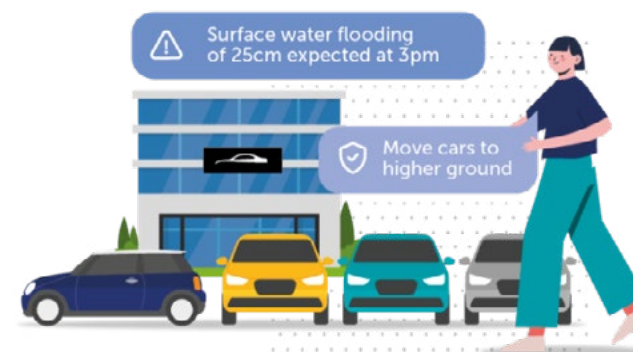 Surface water flooding
of 25cm expected at 3pm
Move cars to
higher ground